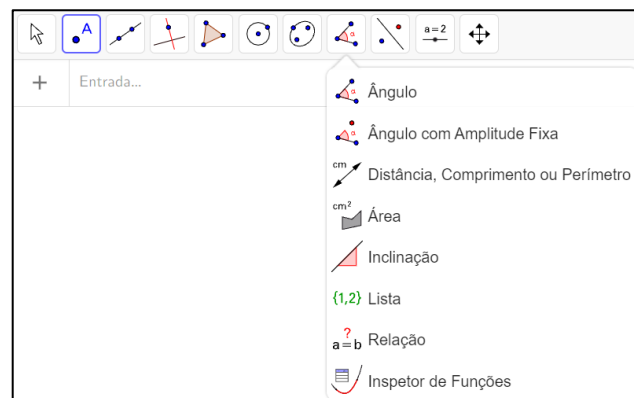 A
α
a=2
+ Entrada...
α Ângulo
α Ângulo com Amplitude Fixa
cm Distância, Comprimento ou Perímetro
cm² Área
Inclinação
{1,2} Lista
a?=b Relação
Inspetor de Funções